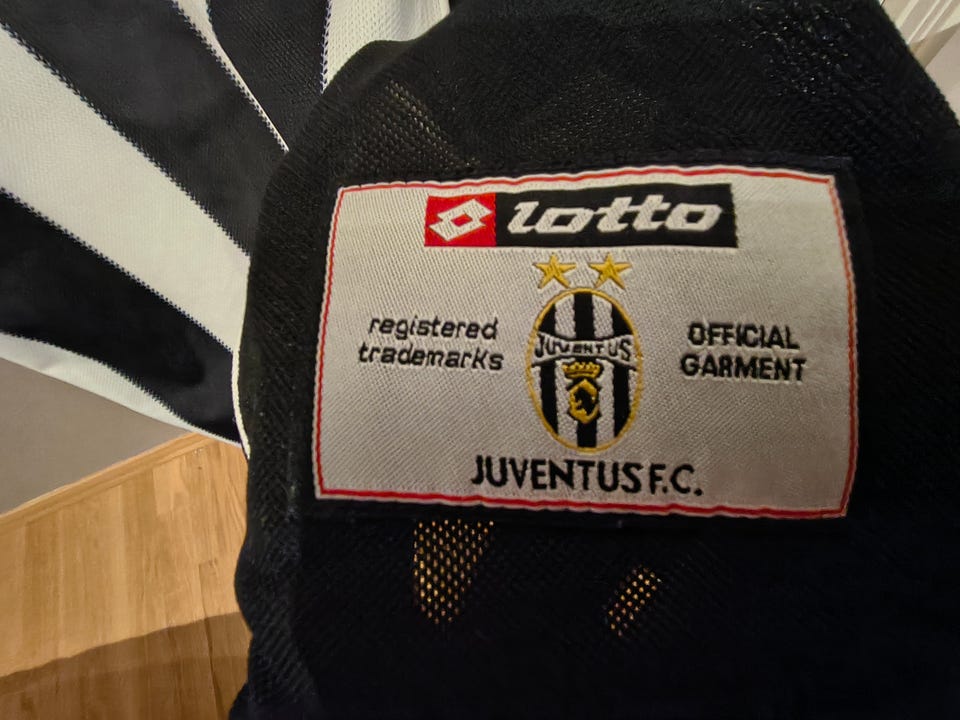 lotto
registered
trademarks
JUVENTUS
OFFICIAL
GARMENT
JUVENTUS F.C.